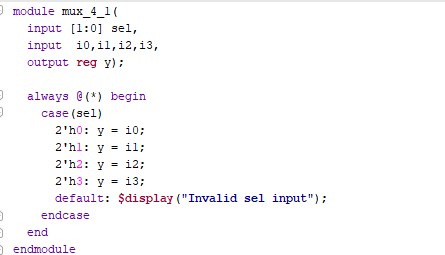 module mux_4_1(
input [1:0] sel,
input i0,i1,i2,i3,
output reg y);
always @(*) begin
case(sel)
2'h0: y = i0;
2'h1: y = i1;
2'h2: y = i2;
2'h3: y = i3;
default: $display("Invalid sel input");
endcase
end
endmodule